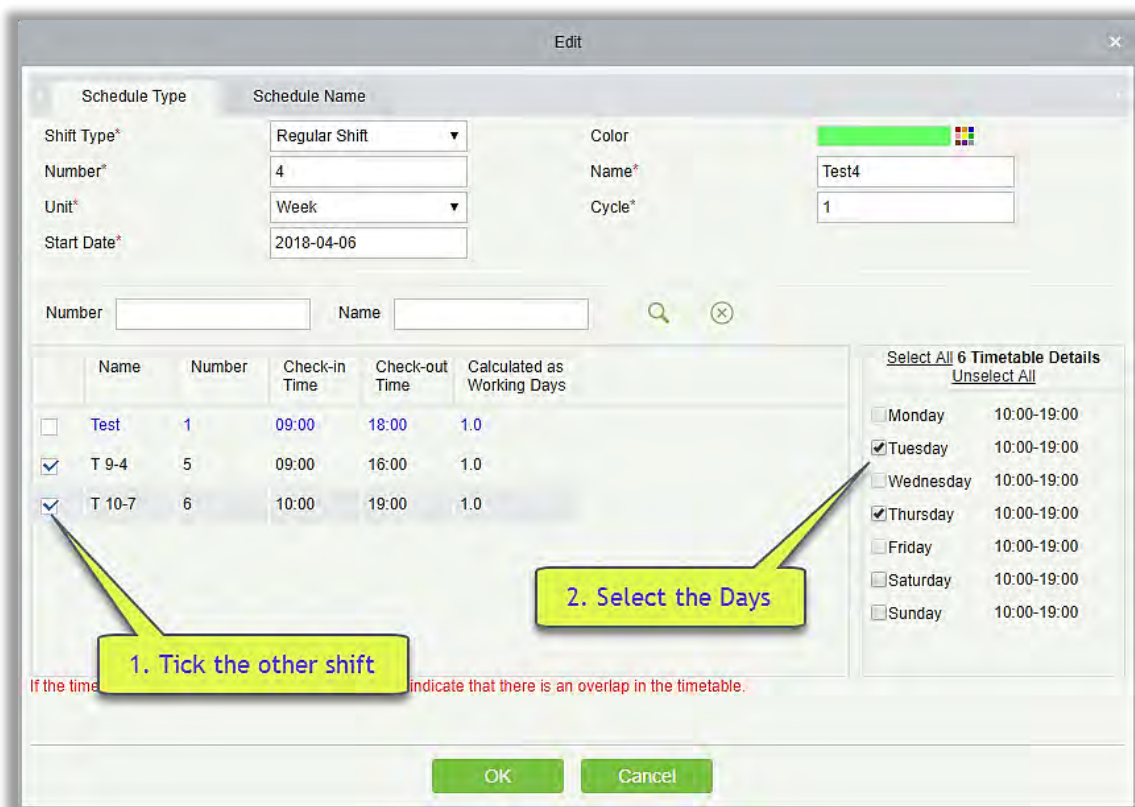 Edit
Schedule Type Schedule Name
Shift Type* Regular Shift Color
Number* 4 Name* Test4
Unit* Week Cycle* 1
Start Date* 2018-04-06
Number Name
Name Number Check-in Time Check-out Time Calculated as Working Days
Test 1 09:00 18:00 1.0
T 9-4 5 09:00 16:00 1.0
T 10-7 6 10:00 19:00 1.0
Select All 6 Timetable Details
Unselect All
Monday 10:00-19:00
Tuesday 10:00-19:00
Wednesday 10:00-19:00
Thursday 10:00-19:00
Friday 10:00-19:00
Saturday 10:00-19:00
Sunday 10:00-19:00
2. Select the Days
1. Tick the other shift
If the time indicate that there is an overlap in the timetable.
OK Cancel